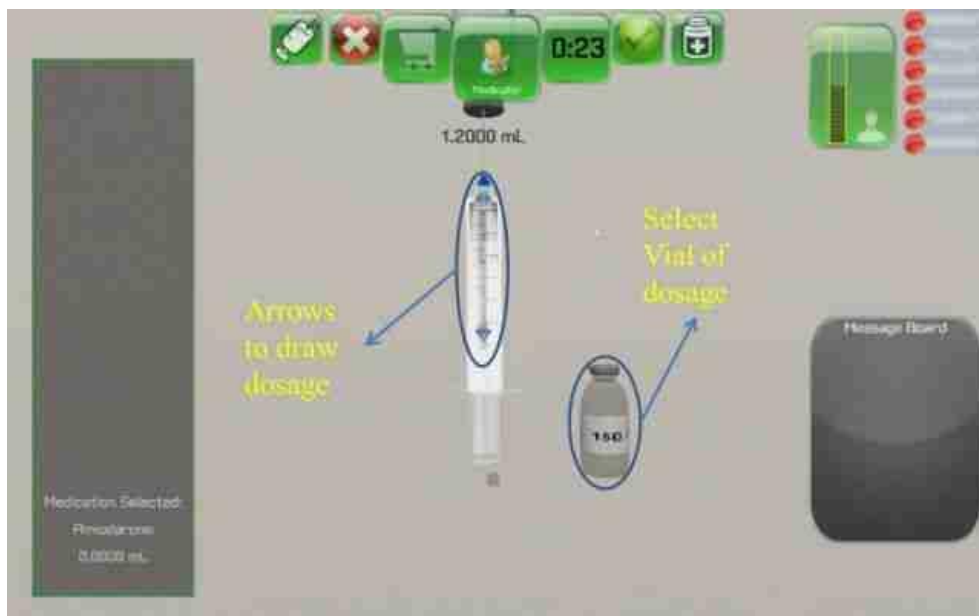 0:23
Medicator
1.2000 mL
Select
Vial of
dosage
Arrows
to draw
dosage
Message Board
150
Medication Selected:
Amiodarone
0.0000 mL